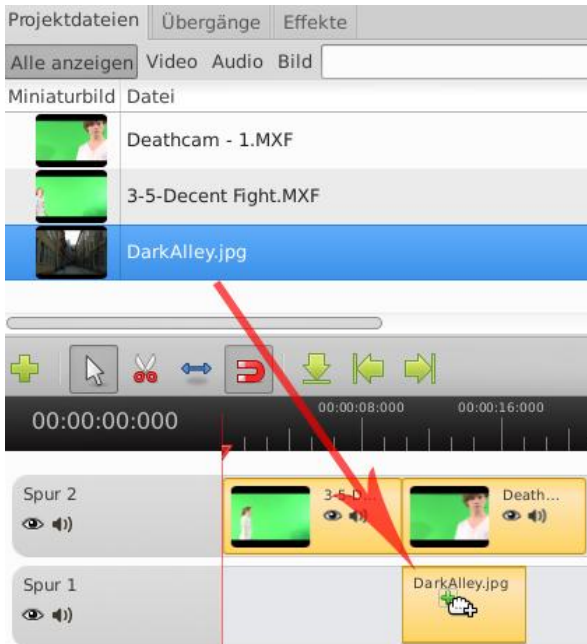 Projektdateien Übergänge Effekte
Alle anzeigen Video Audio Bild
Miniaturbild Datei
Deathcam - 1.MXF
3-5-Decent Fight.MXF
DarkAlley.jpg
00:00:00:000 00:00:08:000 00:00:16:000
Spur 2 3-5-D... Death...
Spur 1 DarkAlley.jpg